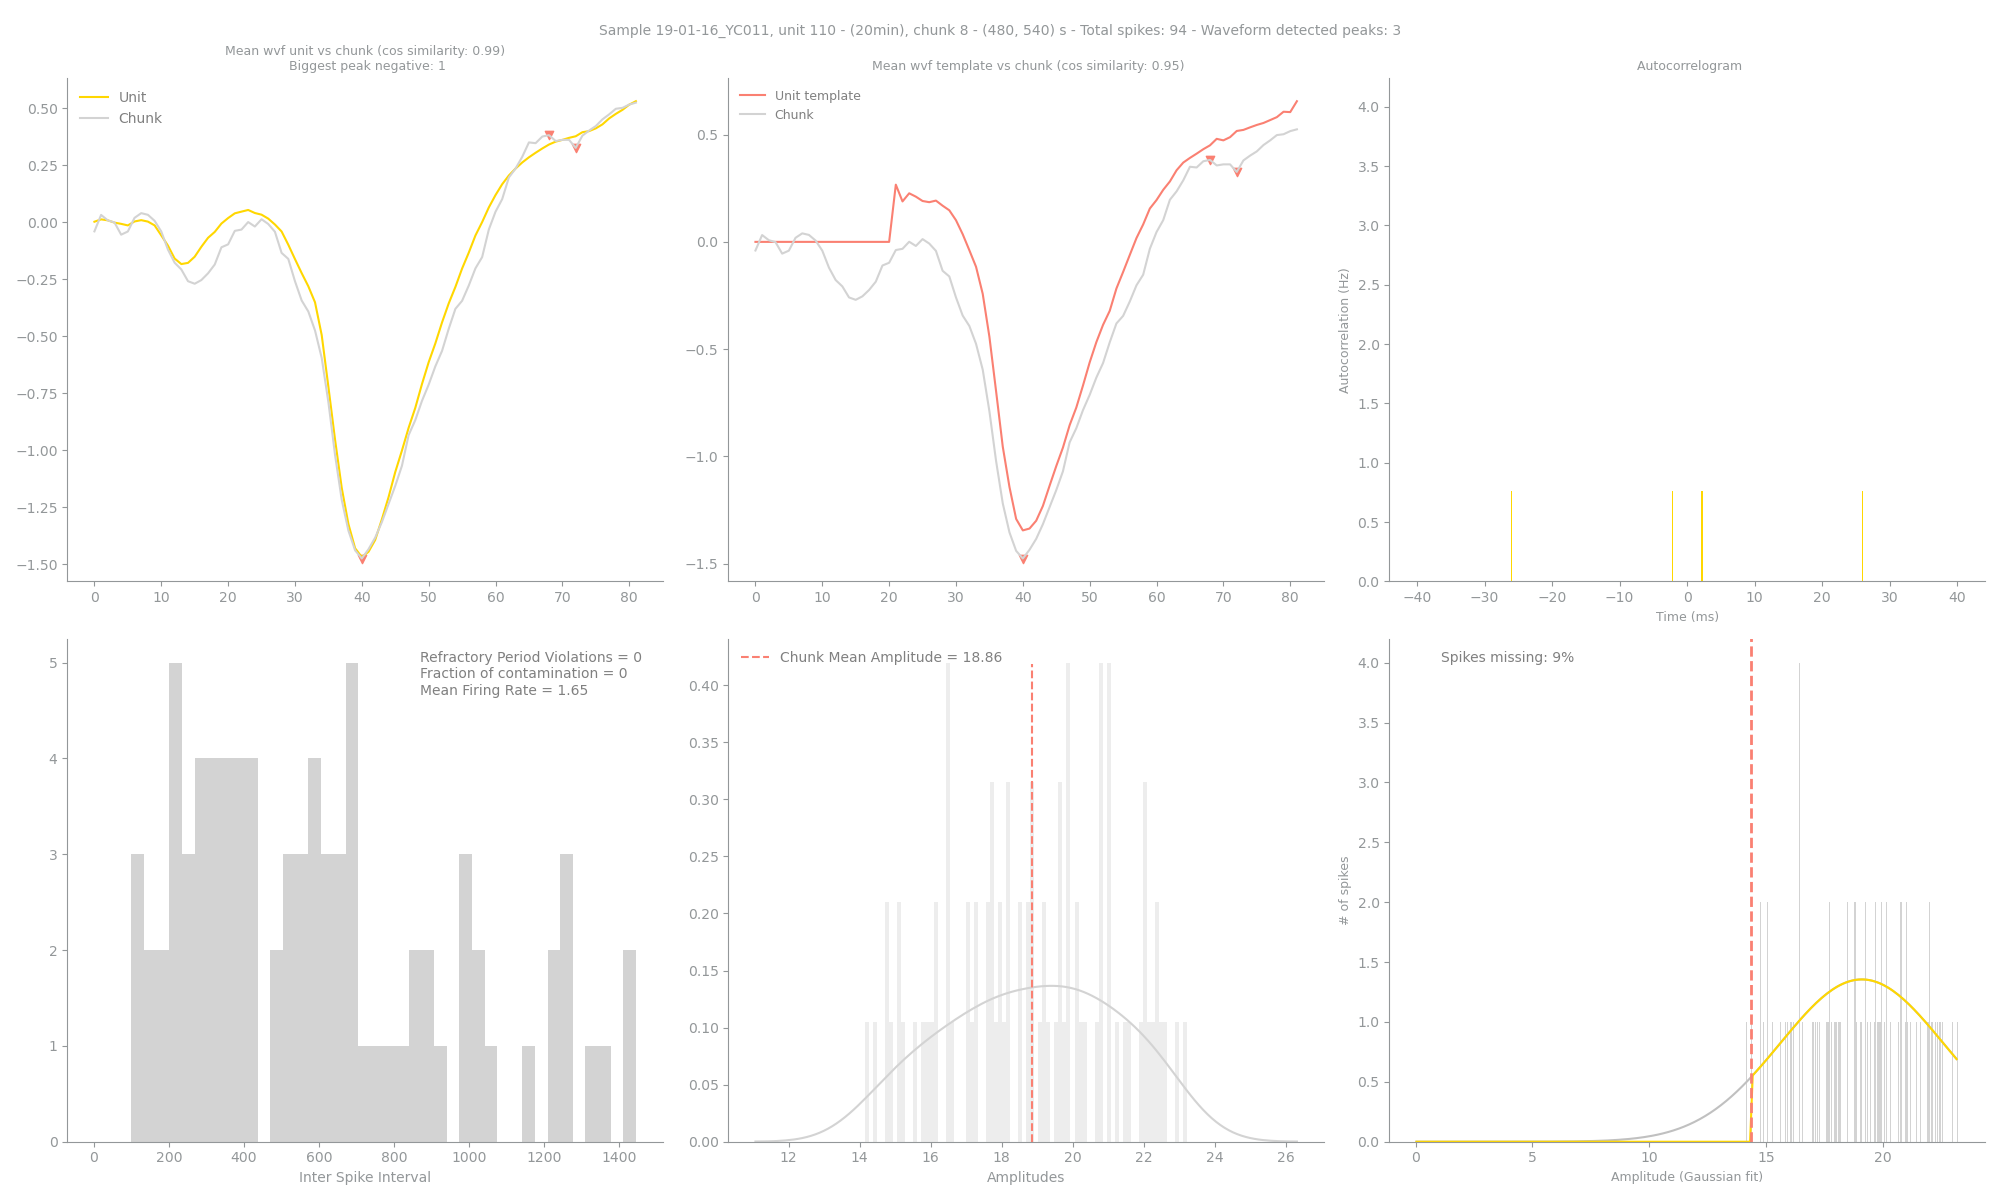 Sample 19-01-16_YC011, unit 110 - (20min), chunk 8 - (480, 540) s - Total spikes: 94 - Waveform detected peaks: 3
Mean wvf unit vs chunk (cos similarity: 0.99)
Biggest peak negative: 1
Unit
Chunk
0.50
0.25
0.00
−0.25
−0.50
−0.75
−1.00
−1.25
−1.50
0 10 20 30 40 50 60 70 80
Mean wvf template vs chunk (cos similarity: 0.95)
Unit template
Chunk
0.5
0.0
−0.5
−1.0
−1.5
0 10 20 30 40 50 60 70 80
Autocorrelogram
Autocorrelation (Hz)
4.0
3.5
3.0
2.5
2.0
1.5
1.0
0.5
0.0
−40 −30 −20 −10 0 10 20 30 40
Time (ms)
Refractory Period Violations = 0
Fraction of contamination = 0
Mean Firing Rate = 1.65
5
4
3
2
1
0
0 200 400 600 800 1000 1200 1400
Inter Spike Interval
Chunk Mean Amplitude = 18.86
0.40
0.35
0.30
0.25
0.20
0.15
0.10
0.05
0.00
12 14 16 18 20 22 24 26
Amplitudes
Spikes missing: 9%
# of spikes
4.0
3.5
3.0
2.5
2.0
1.5
1.0
0.5
0.0
0 5 10 15 20
Amplitude (Gaussian fit)